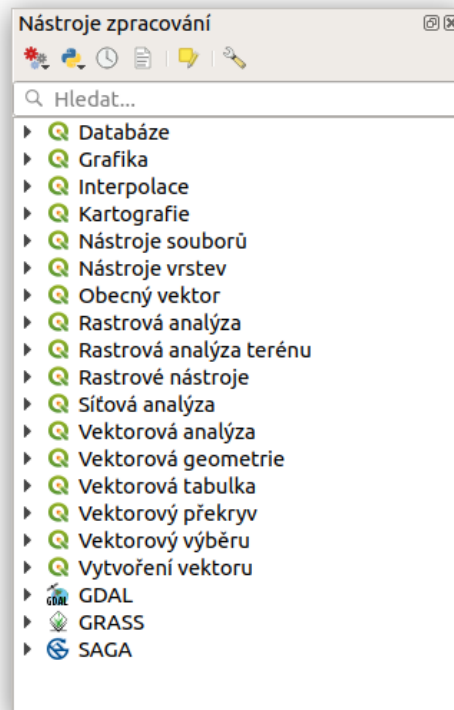 Nástroje zpracování
Hledat...
Databáze
Grafika
Interpolace
Kartografie
Nástroje souborů
Nástroje vrstev
Obecný vektor
Rastrová analýza
Rastrová analýza terénu
Rastrové nástroje
Síťová analýza
Vektorová analýza
Vektorová geometrie
Vektorová tabulka
Vektorový překryv
Vektorový výběru
Vytvoření vektoru
GDAL GDAL
GRASS
SAGA